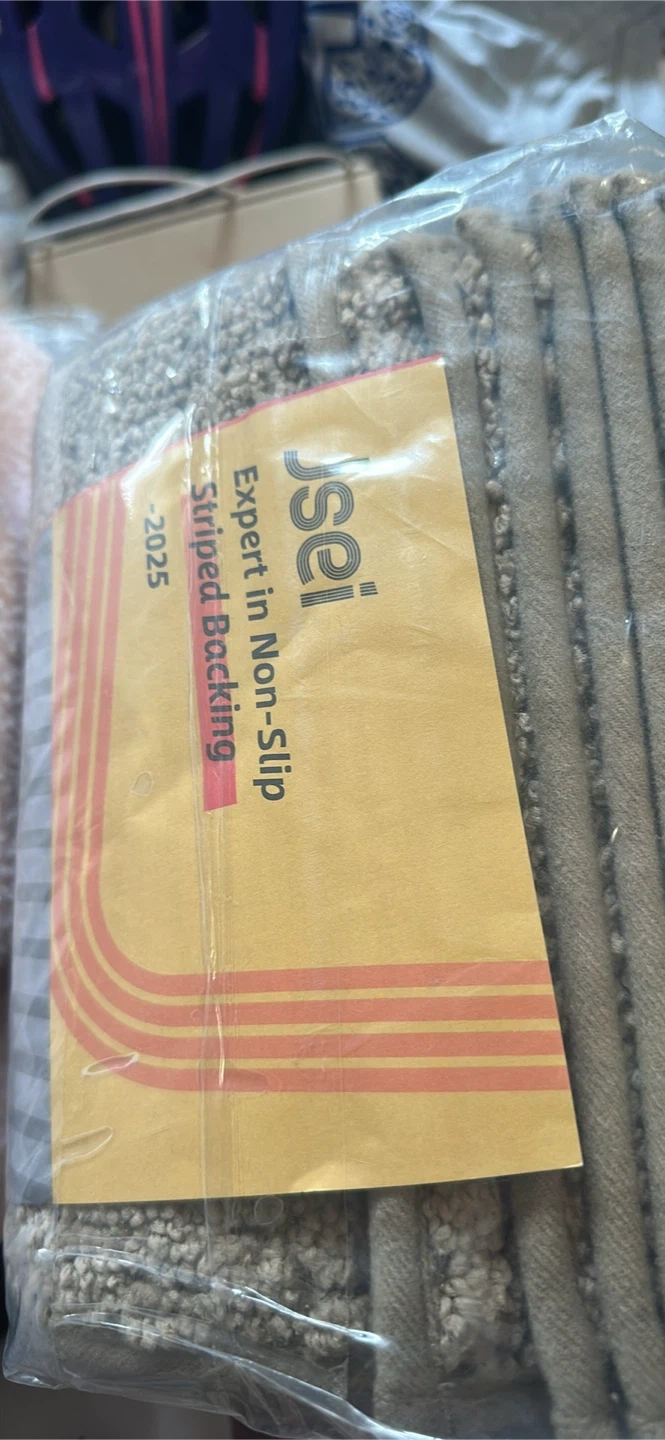 Jsei
Expert in Non-Slip
Striped Backing
-2025